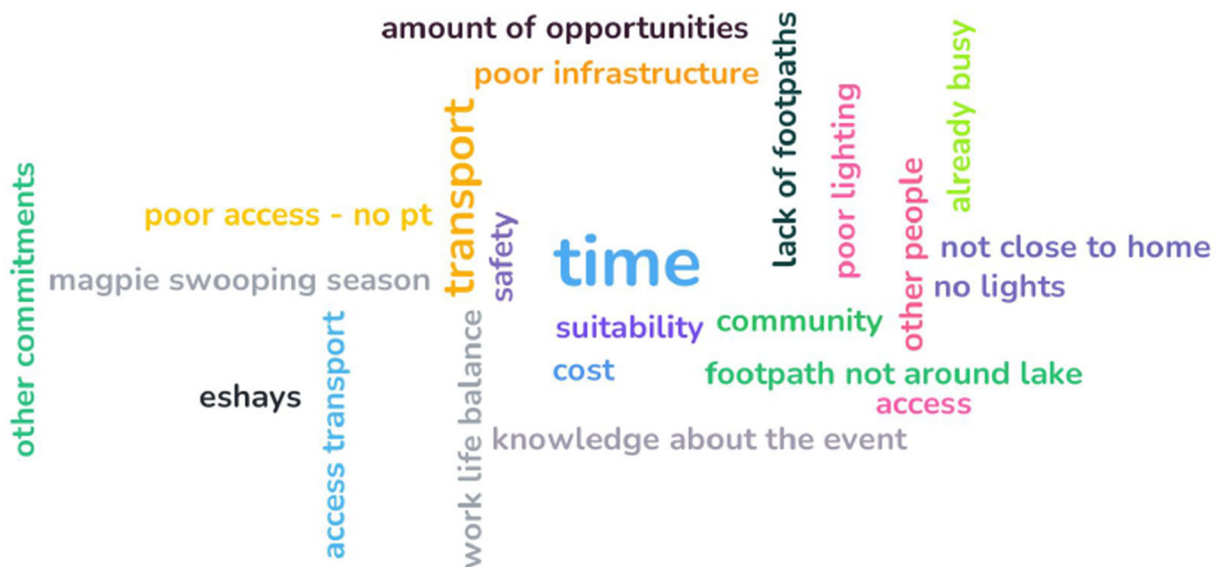 amount of opportunities
poor infrastructure
lack of footpaths
already busy
poor lighting
transport
other people
other commitments
poor access - no pt
safety
time
not close to home
magpie swooping season
no lights
suitability
community
access transport
work life balance
cost
footpath not around lake
eshays
access
knowledge about the event